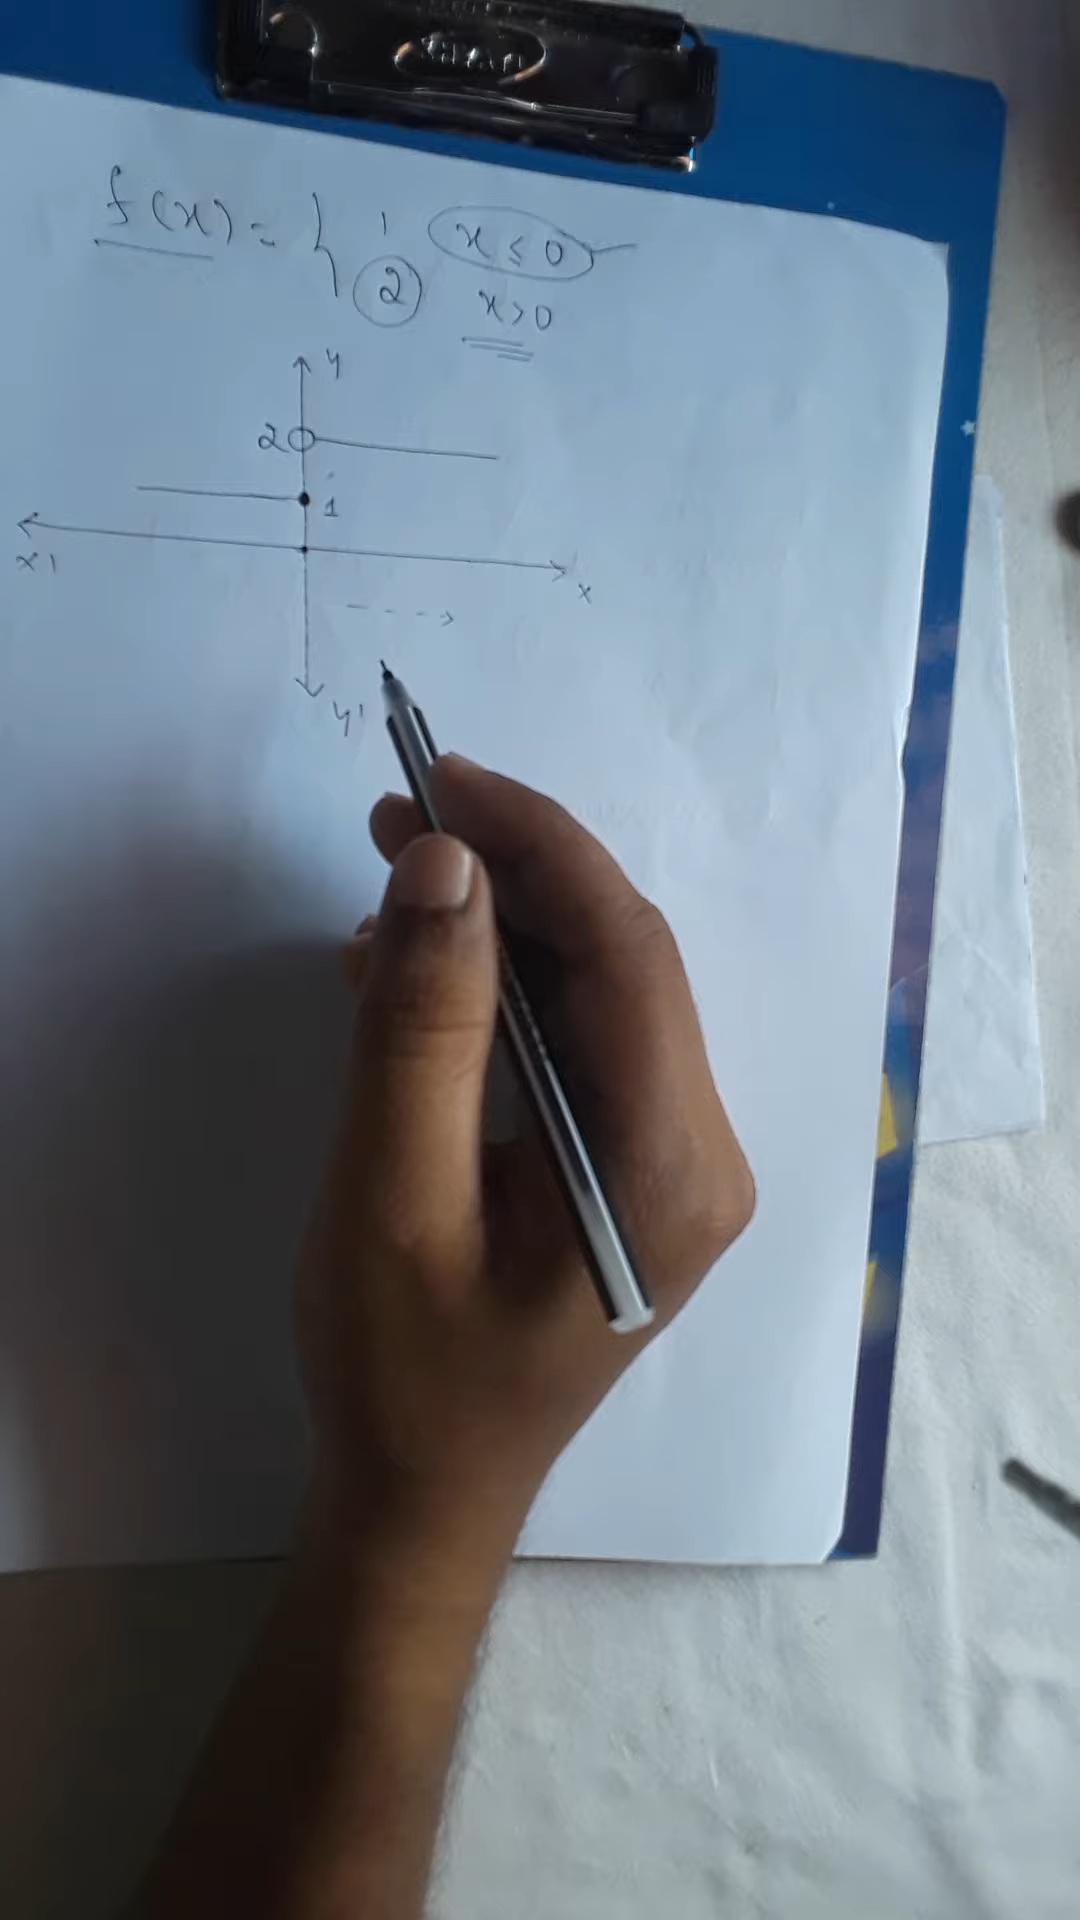 f(x) = { 1 x ≤ 0
2 x > 0
y
2
1
x'
x
y'